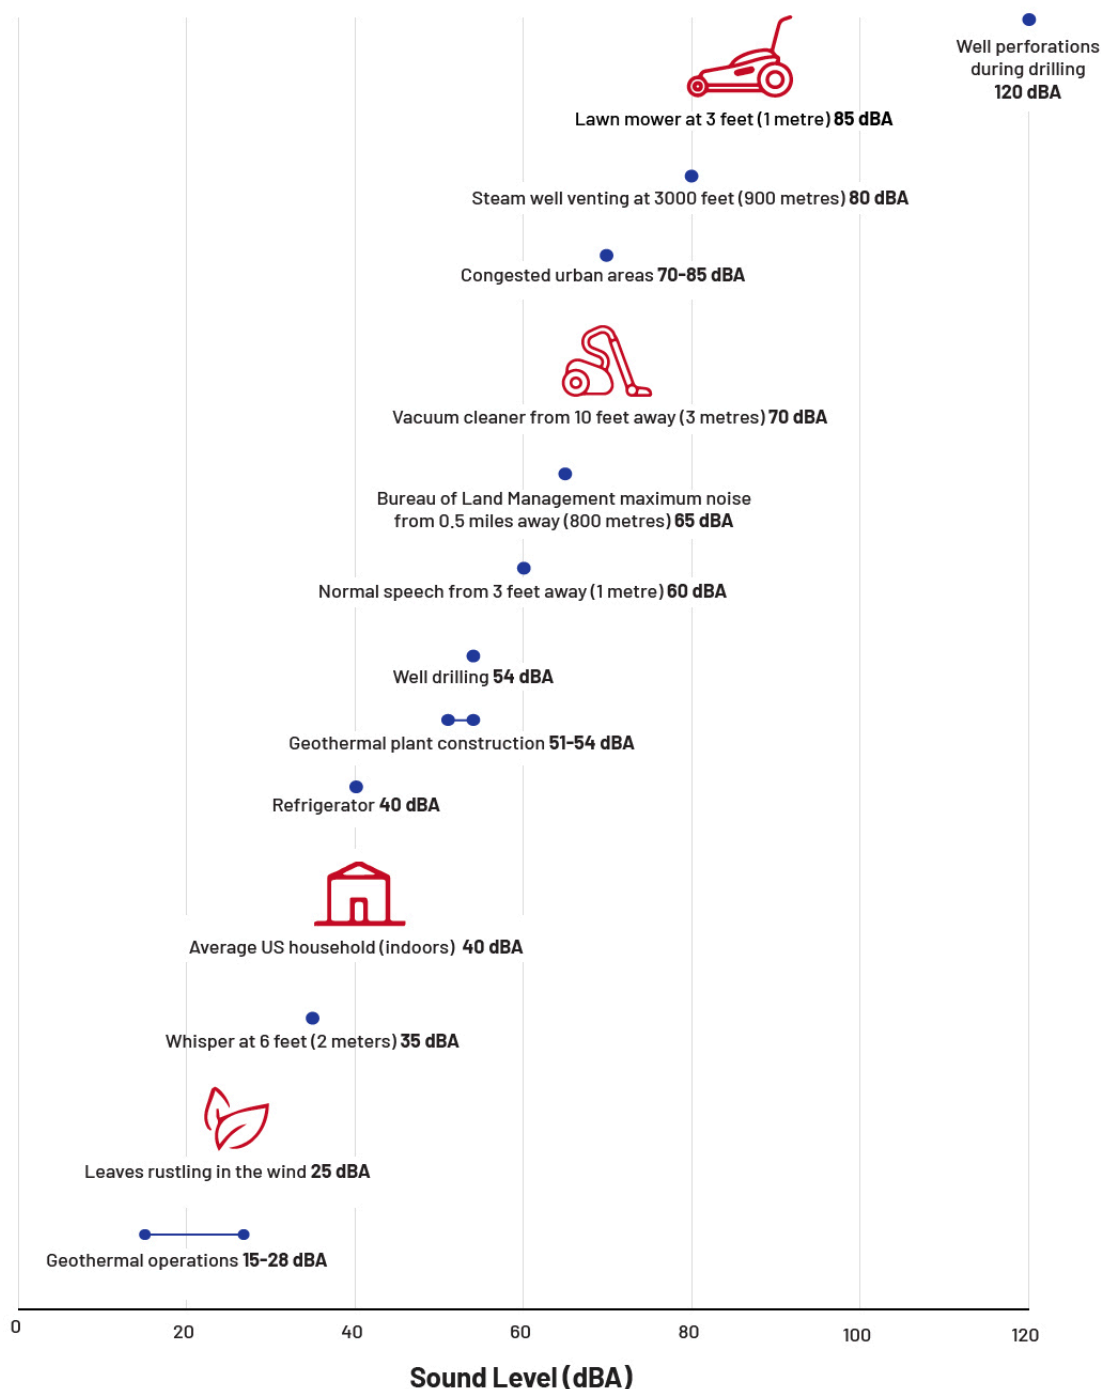 Well perforations
during drilling
120 dBA
Lawn mower at 3 feet (1 metre) 85 dBA
Steam well venting at 3000 feet (900 metres) 80 dBA
Congested urban areas 70-85 dBA
Vacuum cleaner from 10 feet away (3 metres) 70 dBA
Bureau of Land Management maximum noise
from 0.5 miles away (800 metres) 65 dBA
Normal speech from 3 feet away (1 metre) 60 dBA
Well drilling 54 dBA
Geothermal plant construction 51-54 dBA
Refrigerator 40 dBA
Average US household (indoors) 40 dBA
Whisper at 6 feet (2 meters) 35 dBA
Leaves rustling in the wind 25 dBA
Geothermal operations 15-28 dBA
0 20 40 60 80 100 120
Sound Level (dBA)